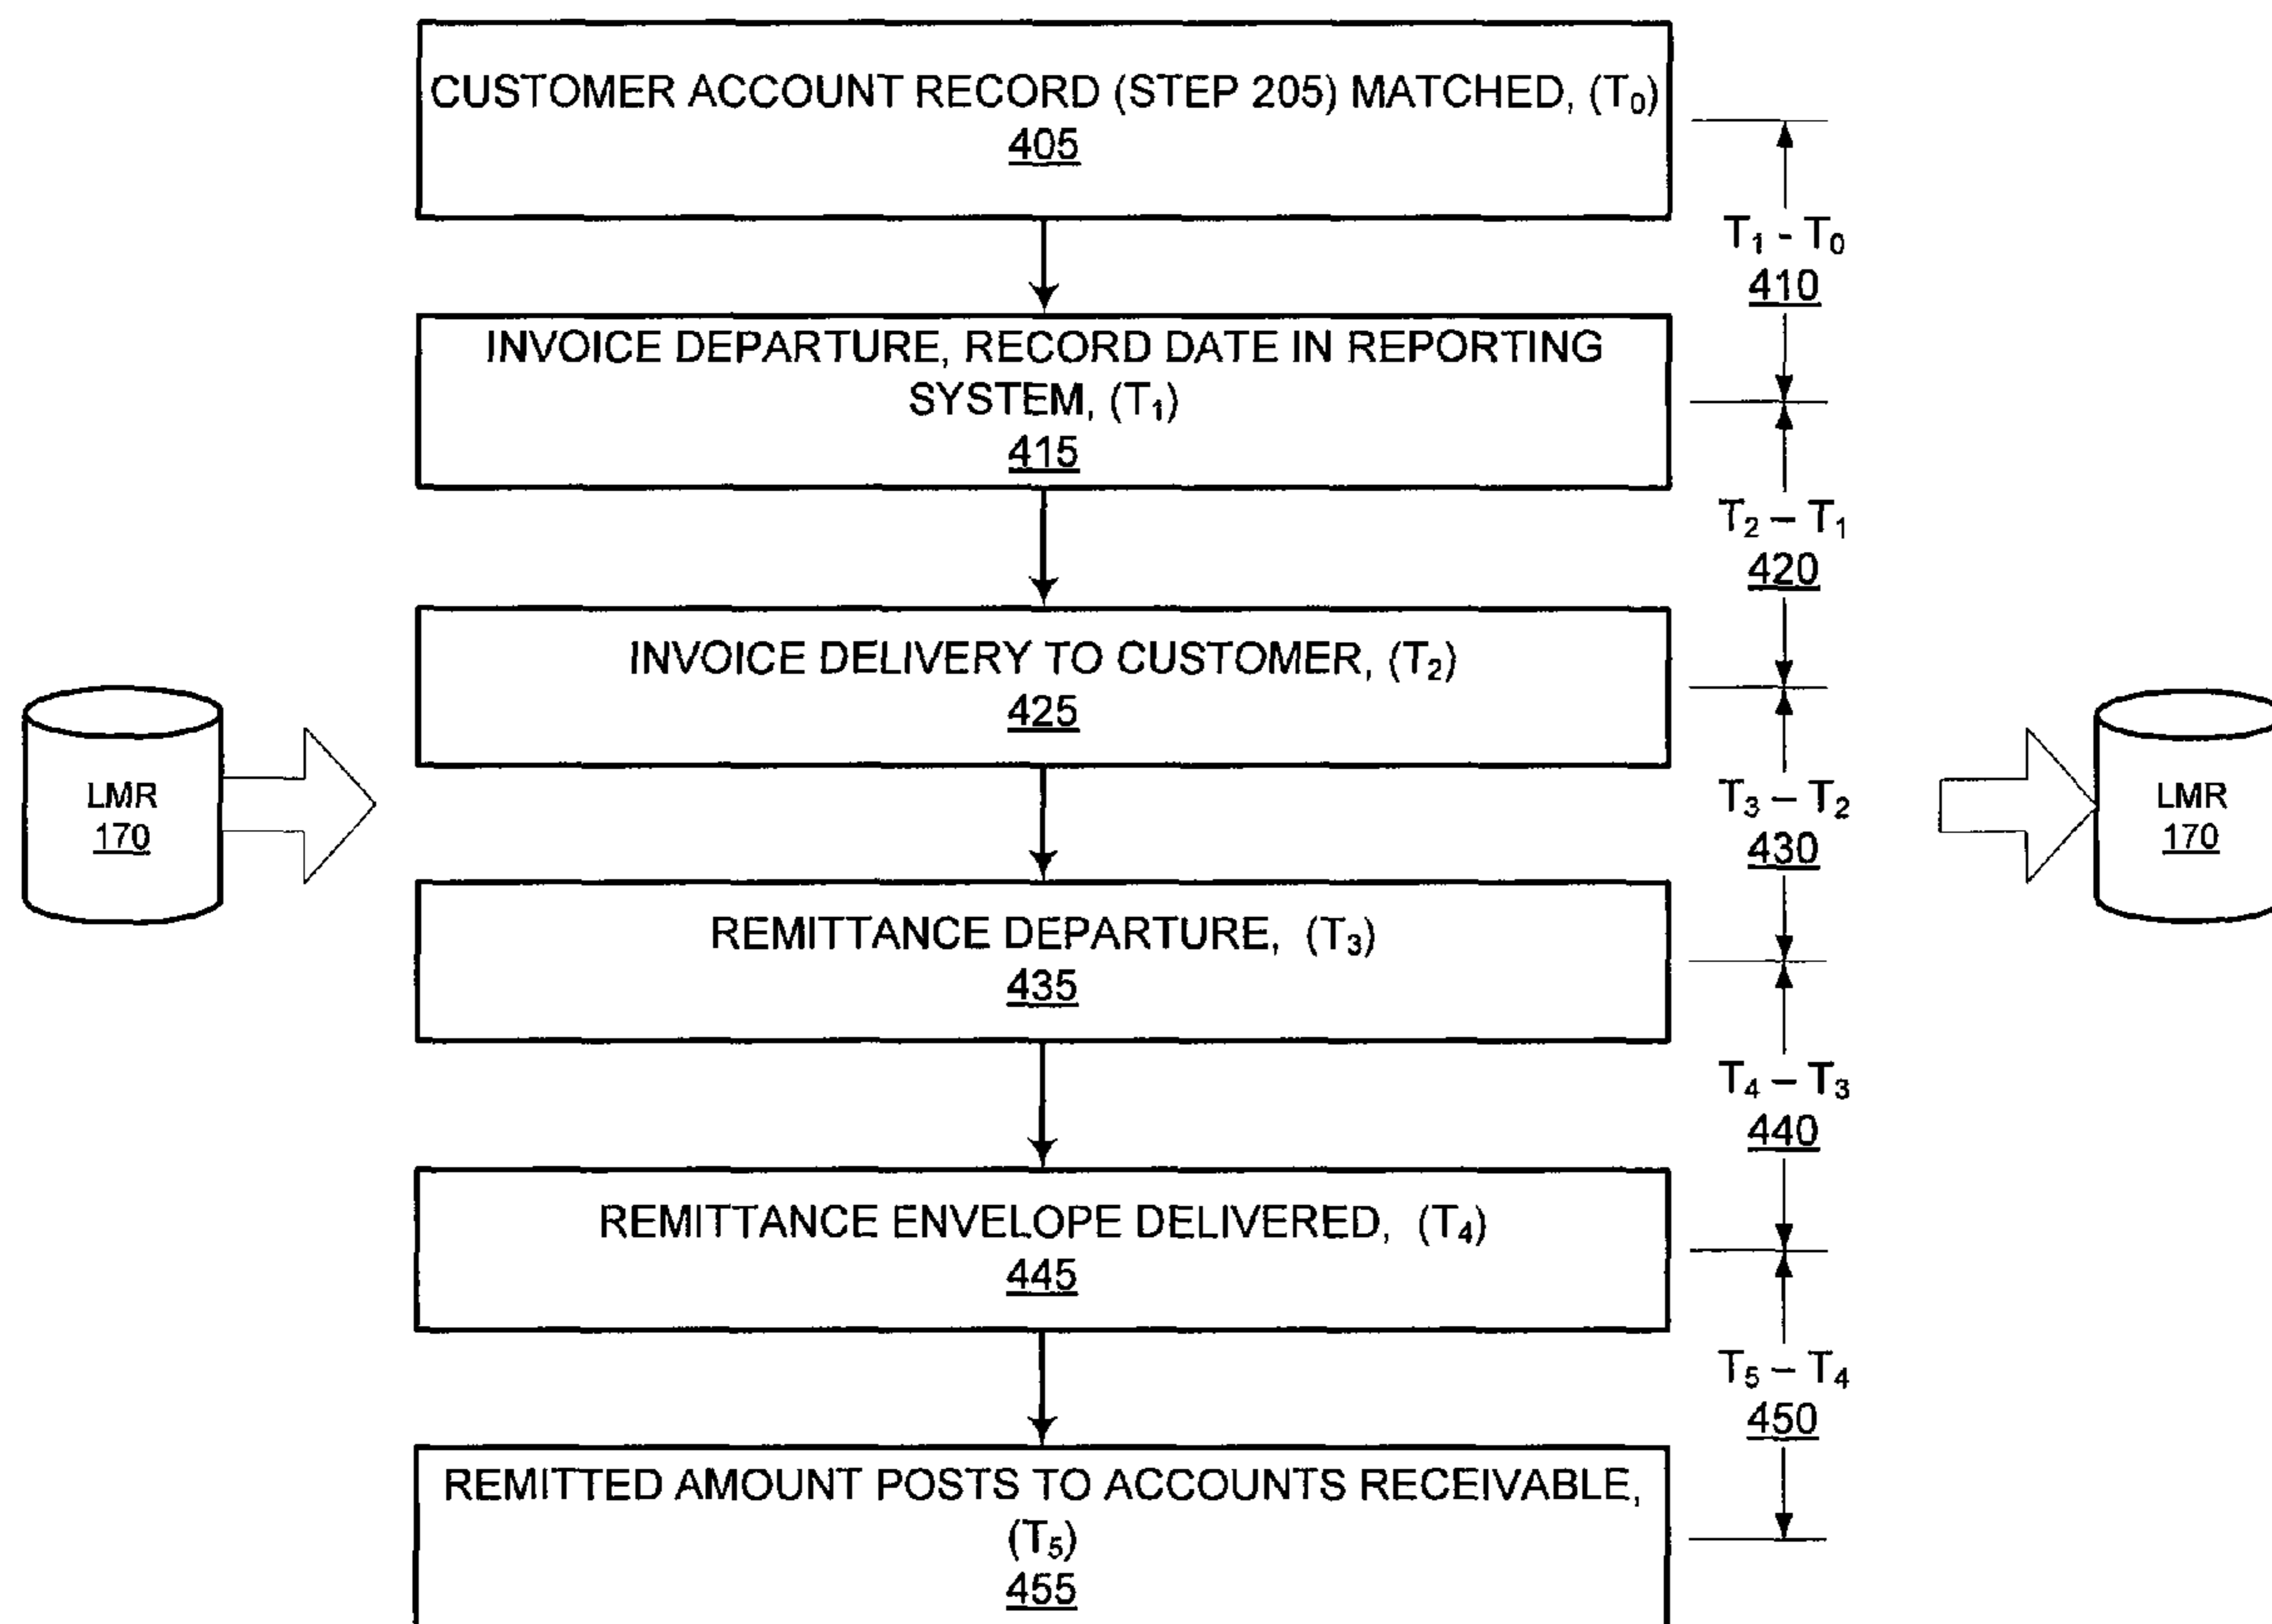 CUSTOMER ACCOUNT RECORD (STEP 205) MATCHED, (T₀)
405
T₁ - T₀
410
INVOICE DEPARTURE, RECORD DATE IN REPORTING
SYSTEM, (T₁)
415
T₂ – T₁
420
INVOICE DELIVERY TO CUSTOMER, (T₂)
425
LMR
170
T₃ – T₂
430
LMR
170
REMITTANCE DEPARTURE, (T₃)
435
T₄ – T₃
440
REMITTANCE ENVELOPE DELIVERED, (T₄)
445
T₅ – T₄
450
REMITTED AMOUNT POSTS TO ACCOUNTS RECEIVABLE,
(T₅)
455